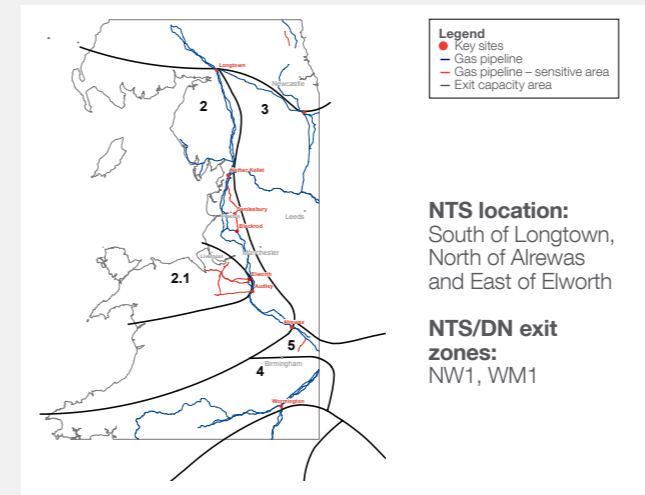 Longtown
Newcastle
2
3
Nether Kellet
Leeds
Samlesbury
Blackrod
Manchester
Liverpool
2.1
Elworth
Audley
Alrewas
5
4
Birmingham
Wormington
Legend
Key sites
Gas pipeline
Gas pipeline – sensitive area
Exit capacity area
NTS location:
South of Longtown,
North of Alrewas
and East of Elworth
NTS/DN exit
zones:
NW1, WM1